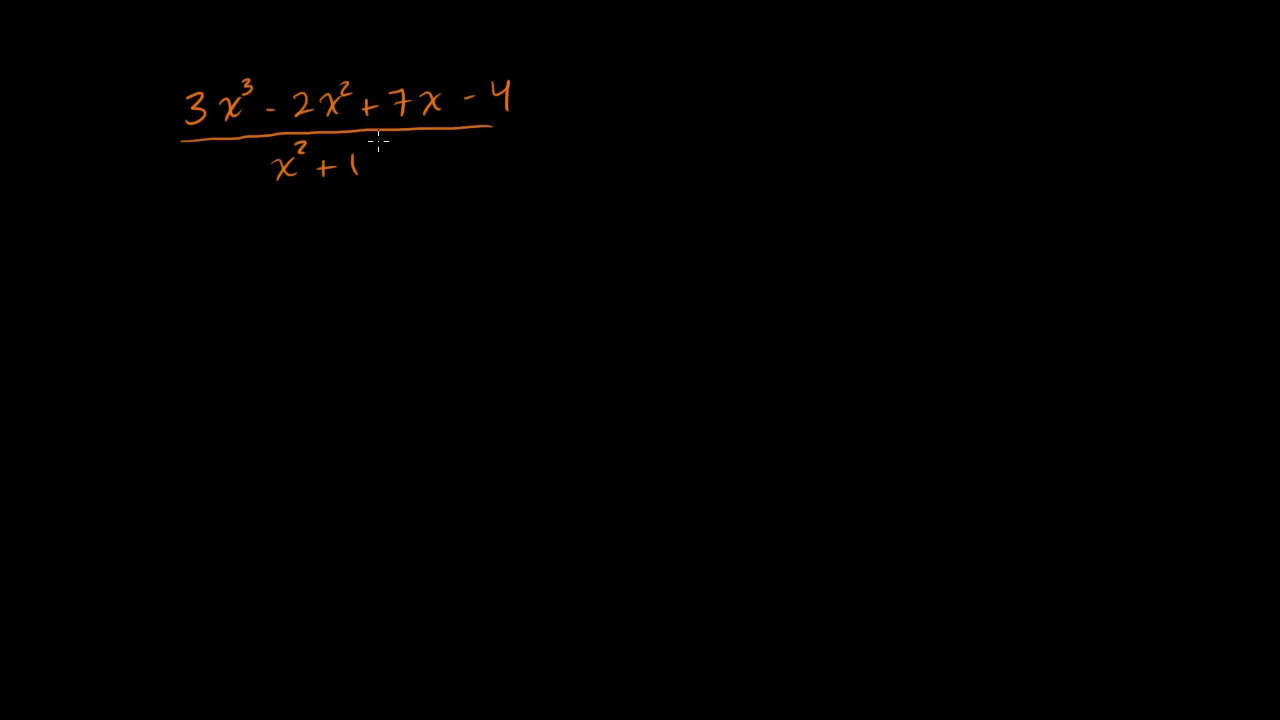 3x³ - 2x² + 7x - 4
x² + 1